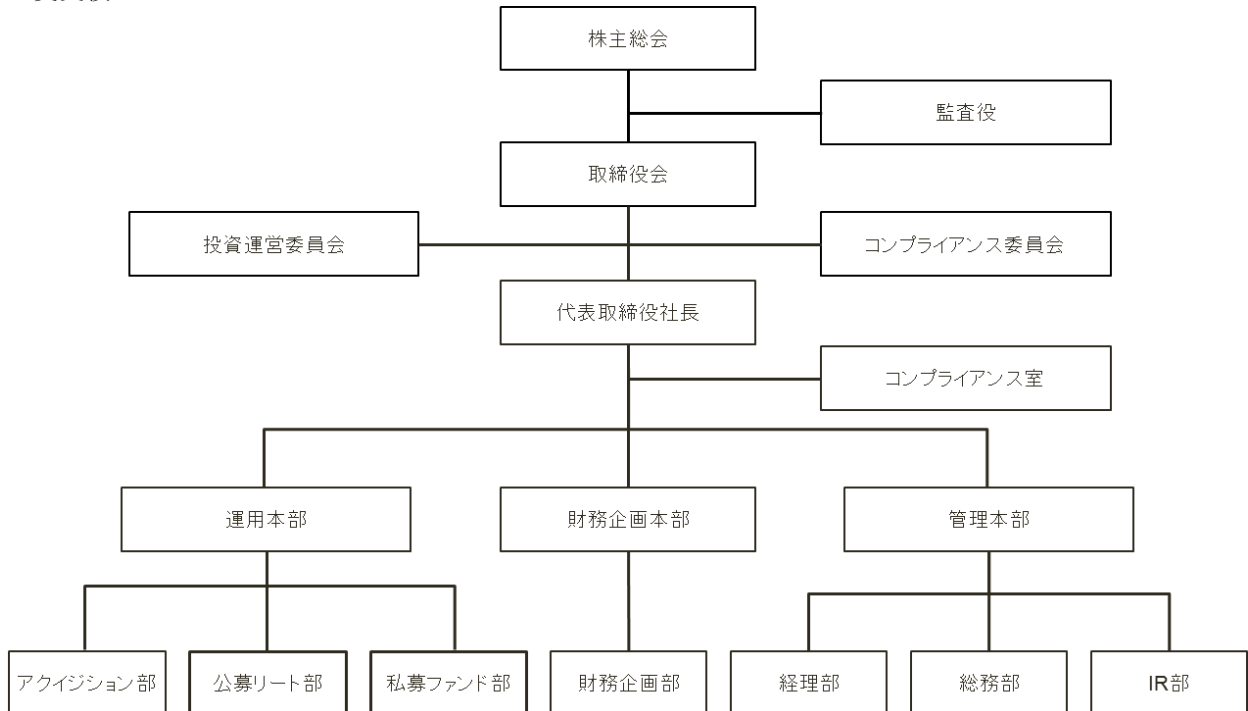 株主総会
監査役
取締役会
投資運営委員会
コンプライアンス委員会
代表取締役社長
コンプライアンス室
運用本部
財務企画本部
管理本部
アクイジション部
公募リート部
私募ファンド部
財務企画部
経理部
総務部
IR部